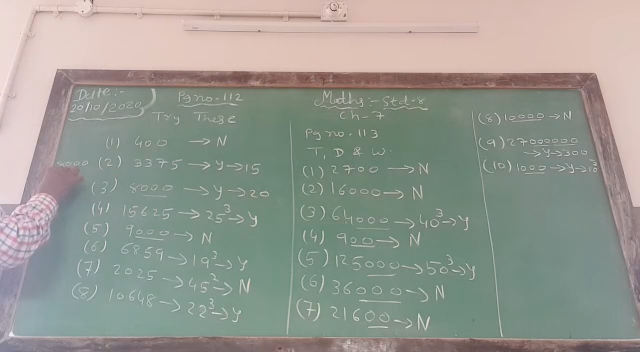 Date:-
20/10/2020
Pg no.-112
Maths:- Std-8
Ch-7
Try These
(1) 400 → N
8000 (2) 3375 → Y → 15
(3) 8000 → Y → 20
(4) 15625 → 25³ → Y
(5) 9000 → N
(6) 6859 → 19³ → Y
(7) 2025 → 45² → N
(8) 10648 → 22³ → Y
Pg no. 113
T, D & W.
(1) 2700 → N
(2) 16000 → N
(3) 64000 → 40³ → Y
(4) 900 → N
(5) 125000 → 50³ → Y
(6) 36000 → N
(7) 21600 → N
(8) 10000 → N
(9) 27000000
→ Y → 300
(10) 1000 → Y → 10³